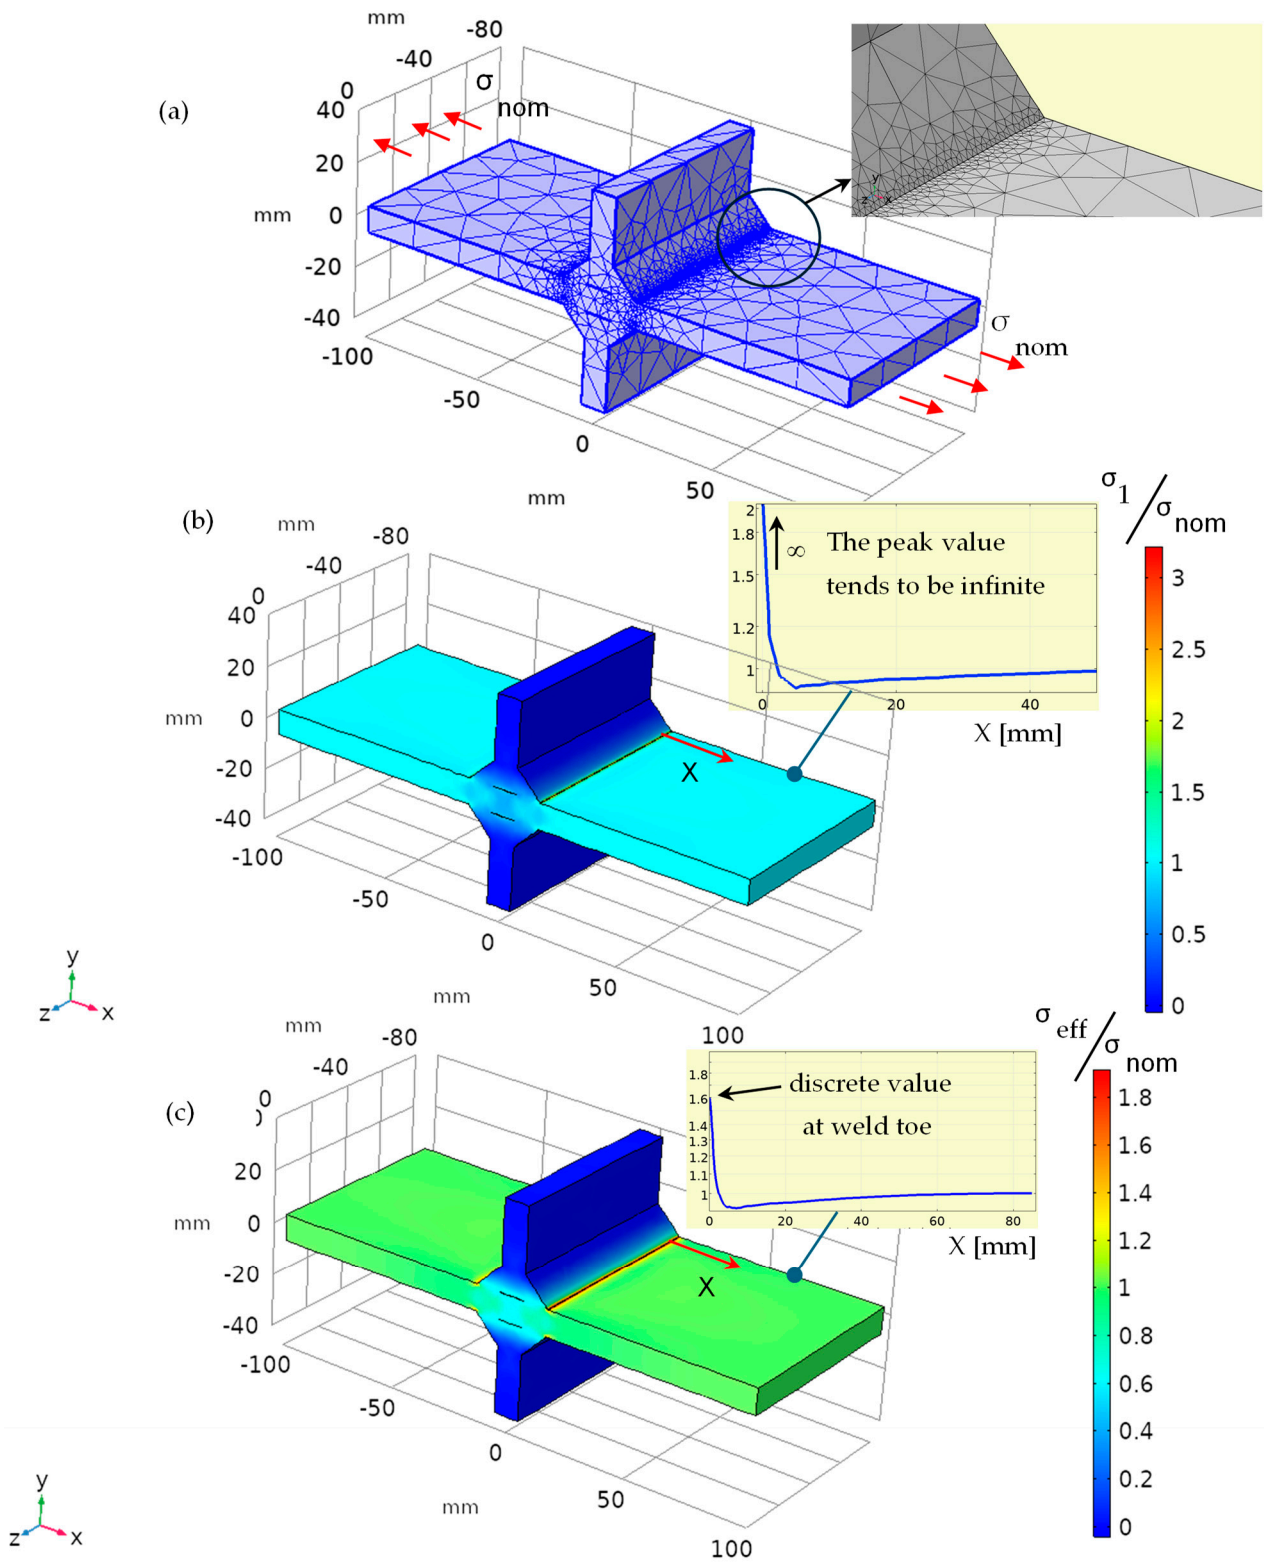 (a)
mm
-80
-40
0
σ
nom
40
20
mm
0
-20
-40
-100
-50
0
mm
50
σ
nom
y
z
x
(b)
mm
-80
-40
0
40
20
mm
0
-20
-40
-100
-50
0
mm
50
100
X
2
1.8
1.5
1.2
1
∞
The peak value
tends to be infinite
0
20
40
X [mm]
σ1/σnom
3
2.5
2
1.5
1
0.5
0
y
z
x
(c)
mm
-80
-40
0
20
mm
0
-20
-40
-100
-50
0
mm
50
100
X
1.8
1.6
1.4
1.3
1.2
1.1
1
discrete value
at weld toe
0
20
40
60
80
X [mm]
σeff/σnom
1.8
1.6
1.4
1.2
1
0.8
0.6
0.4
0.2
0
y
z
x